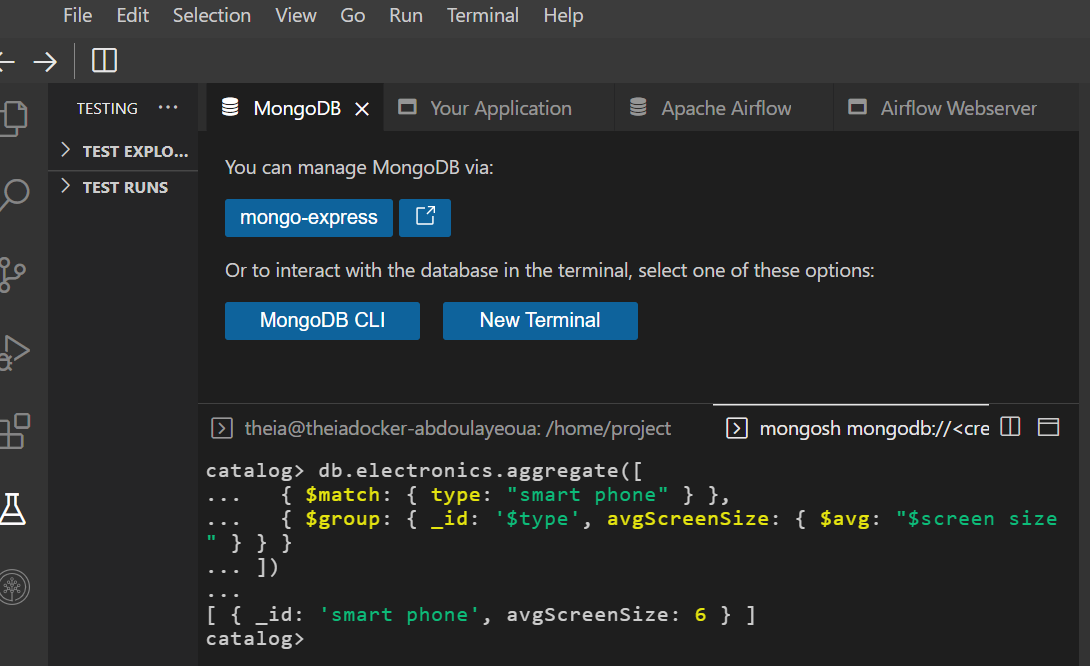 File Edit Selection View Go Run Terminal Help
TESTING ...
TEST EXPLO...
TEST RUNS
MongoDB Your Application Apache Airflow Airflow Webserver
You can manage MongoDB via:
mongo-express
Or to interact with the database in the terminal, select one of these options:
MongoDB CLI New Terminal
theia@theiadocker-abdoulayeoua: /home/project mongosh mongodb://<cre
catalog> db.electronics.aggregate([
...   { $match: { type: "smart phone" } },
...   { $group: { _id: '$type', avgScreenSize: { $avg: "$screen size
" } } }
... ])
...
[ { _id: 'smart phone', avgScreenSize: 6 } ]
catalog>